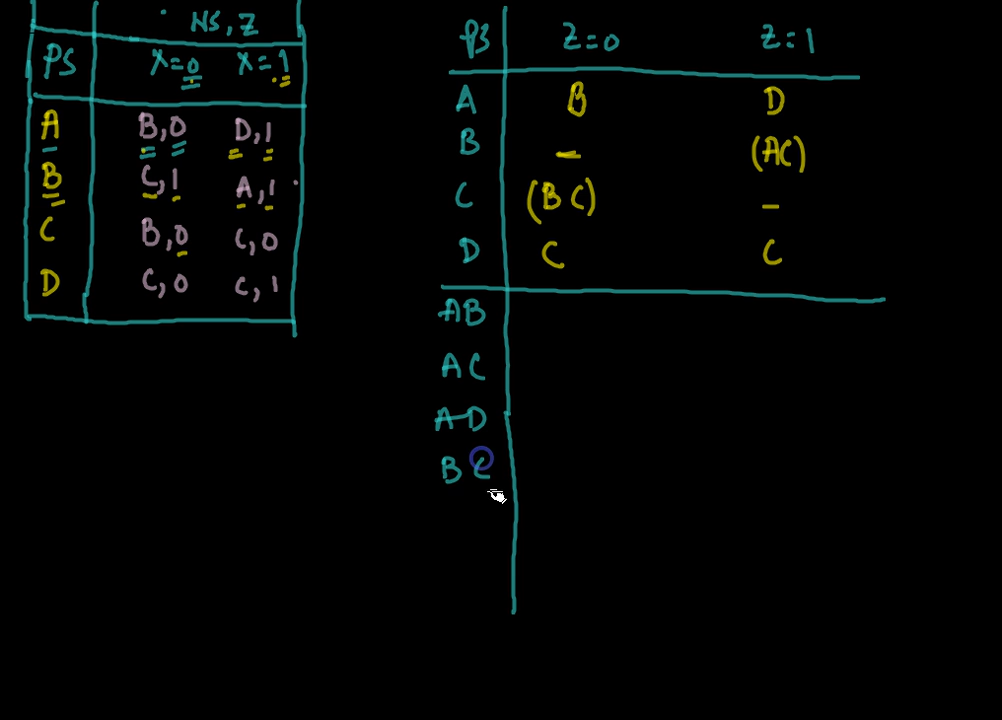 NS, Z
PS X=0 X=1
A B,0 D,1
B C,1 A,1
C B,0 C,0
D C,0 C,1
PS Z=0 Z=1
A B D
B – (AC)
C (BC) –
D C C
AB
AC
AD
BC